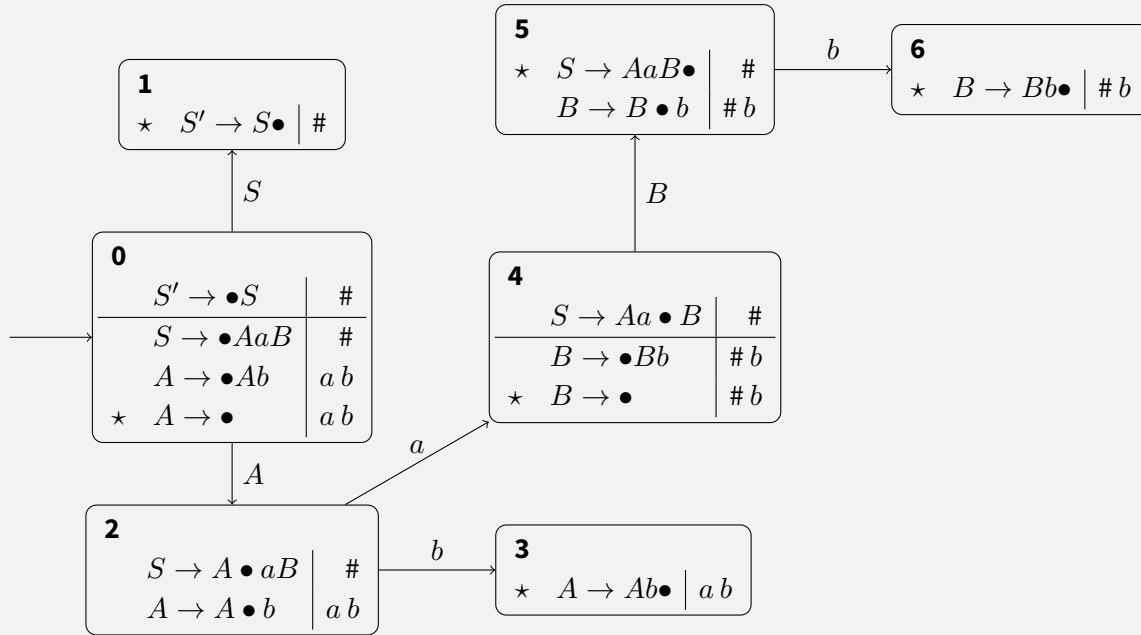 1
⋆ S′ → S● #
S
0
S′ → ●S #
S → ●AaB #
A → ●Ab a b
⋆ A → ● a b
A
2
S → A ● aB #
A → A ● b a b
b
3
⋆ A → Ab● a b
a
4
S → Aa ● B #
B → ●Bb # b
⋆ B → ● # b
B
5
⋆ S → AaB● #
B → B ● b # b
b
6
⋆ B → Bb● # b